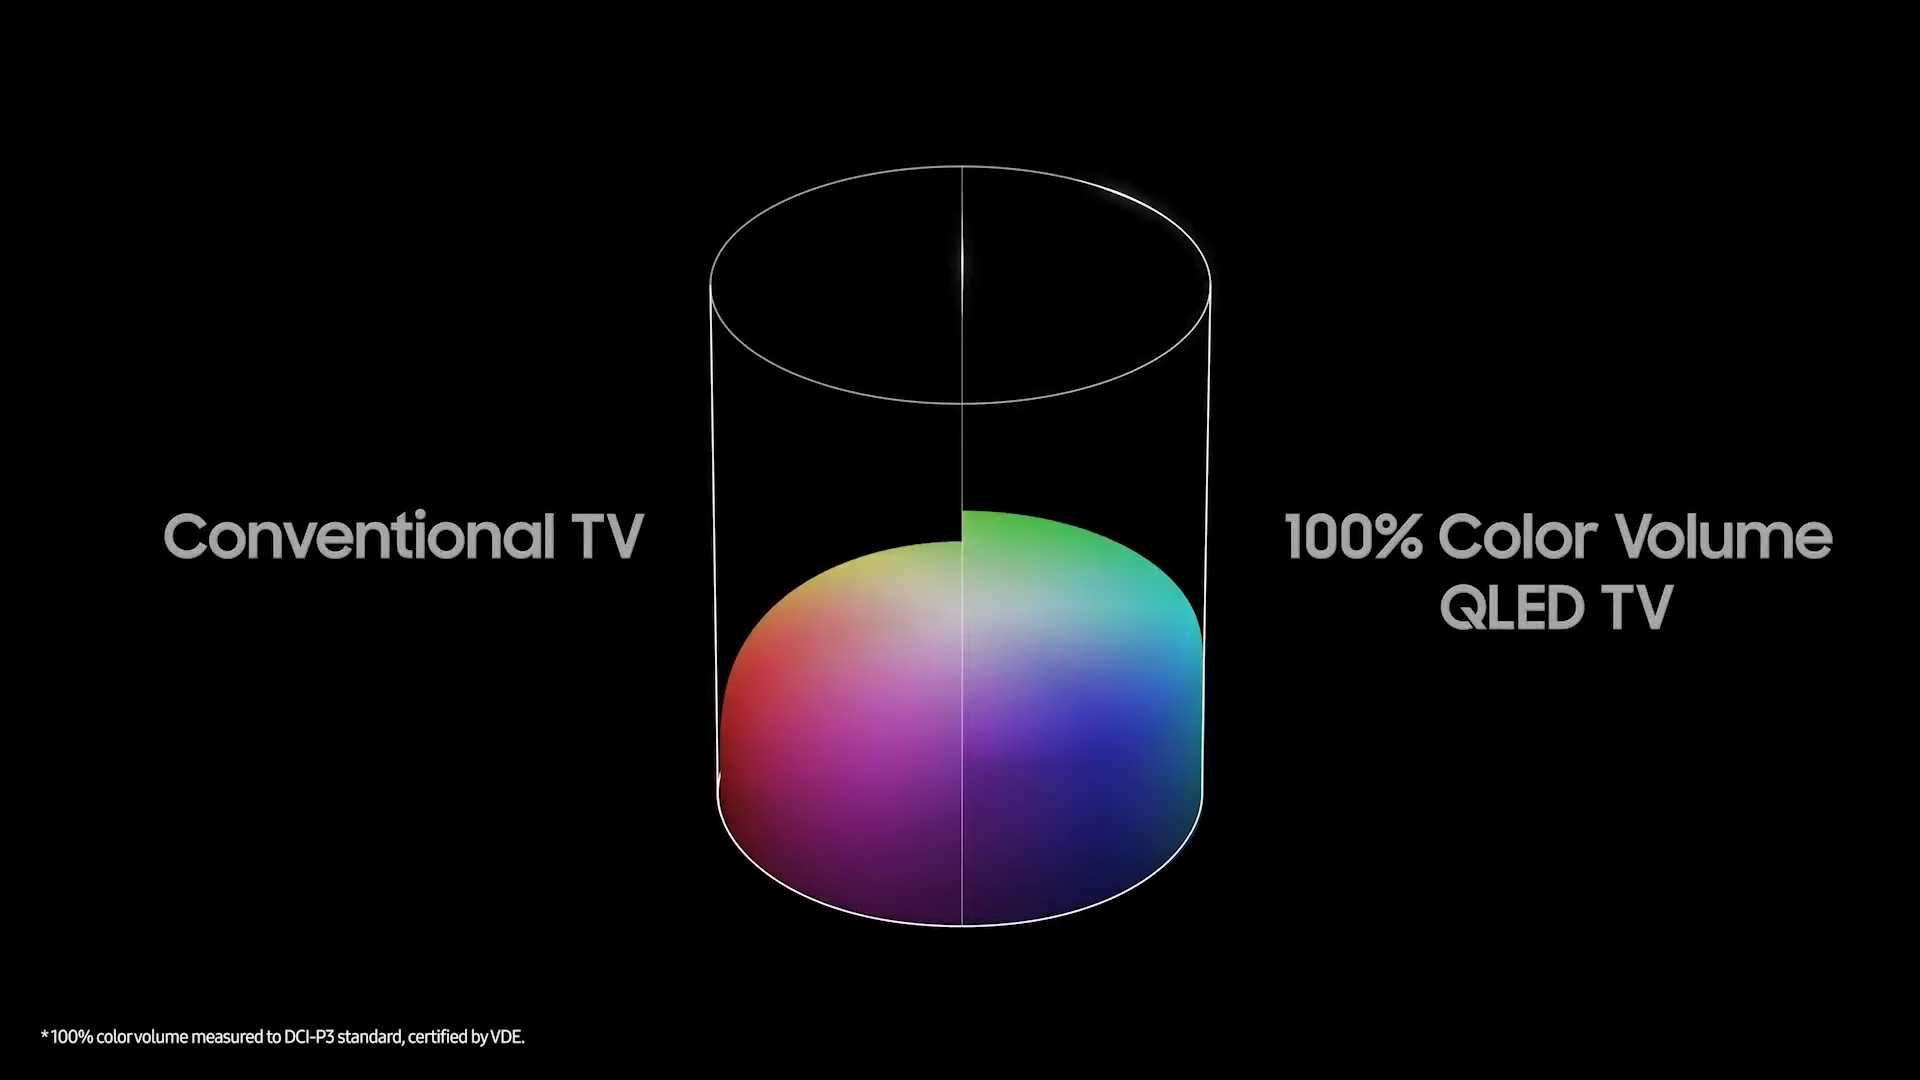 Conventional TV
100% Color Volume
QLED TV
*100% color volume measured to DCI-P3 standard, certified by VDE.